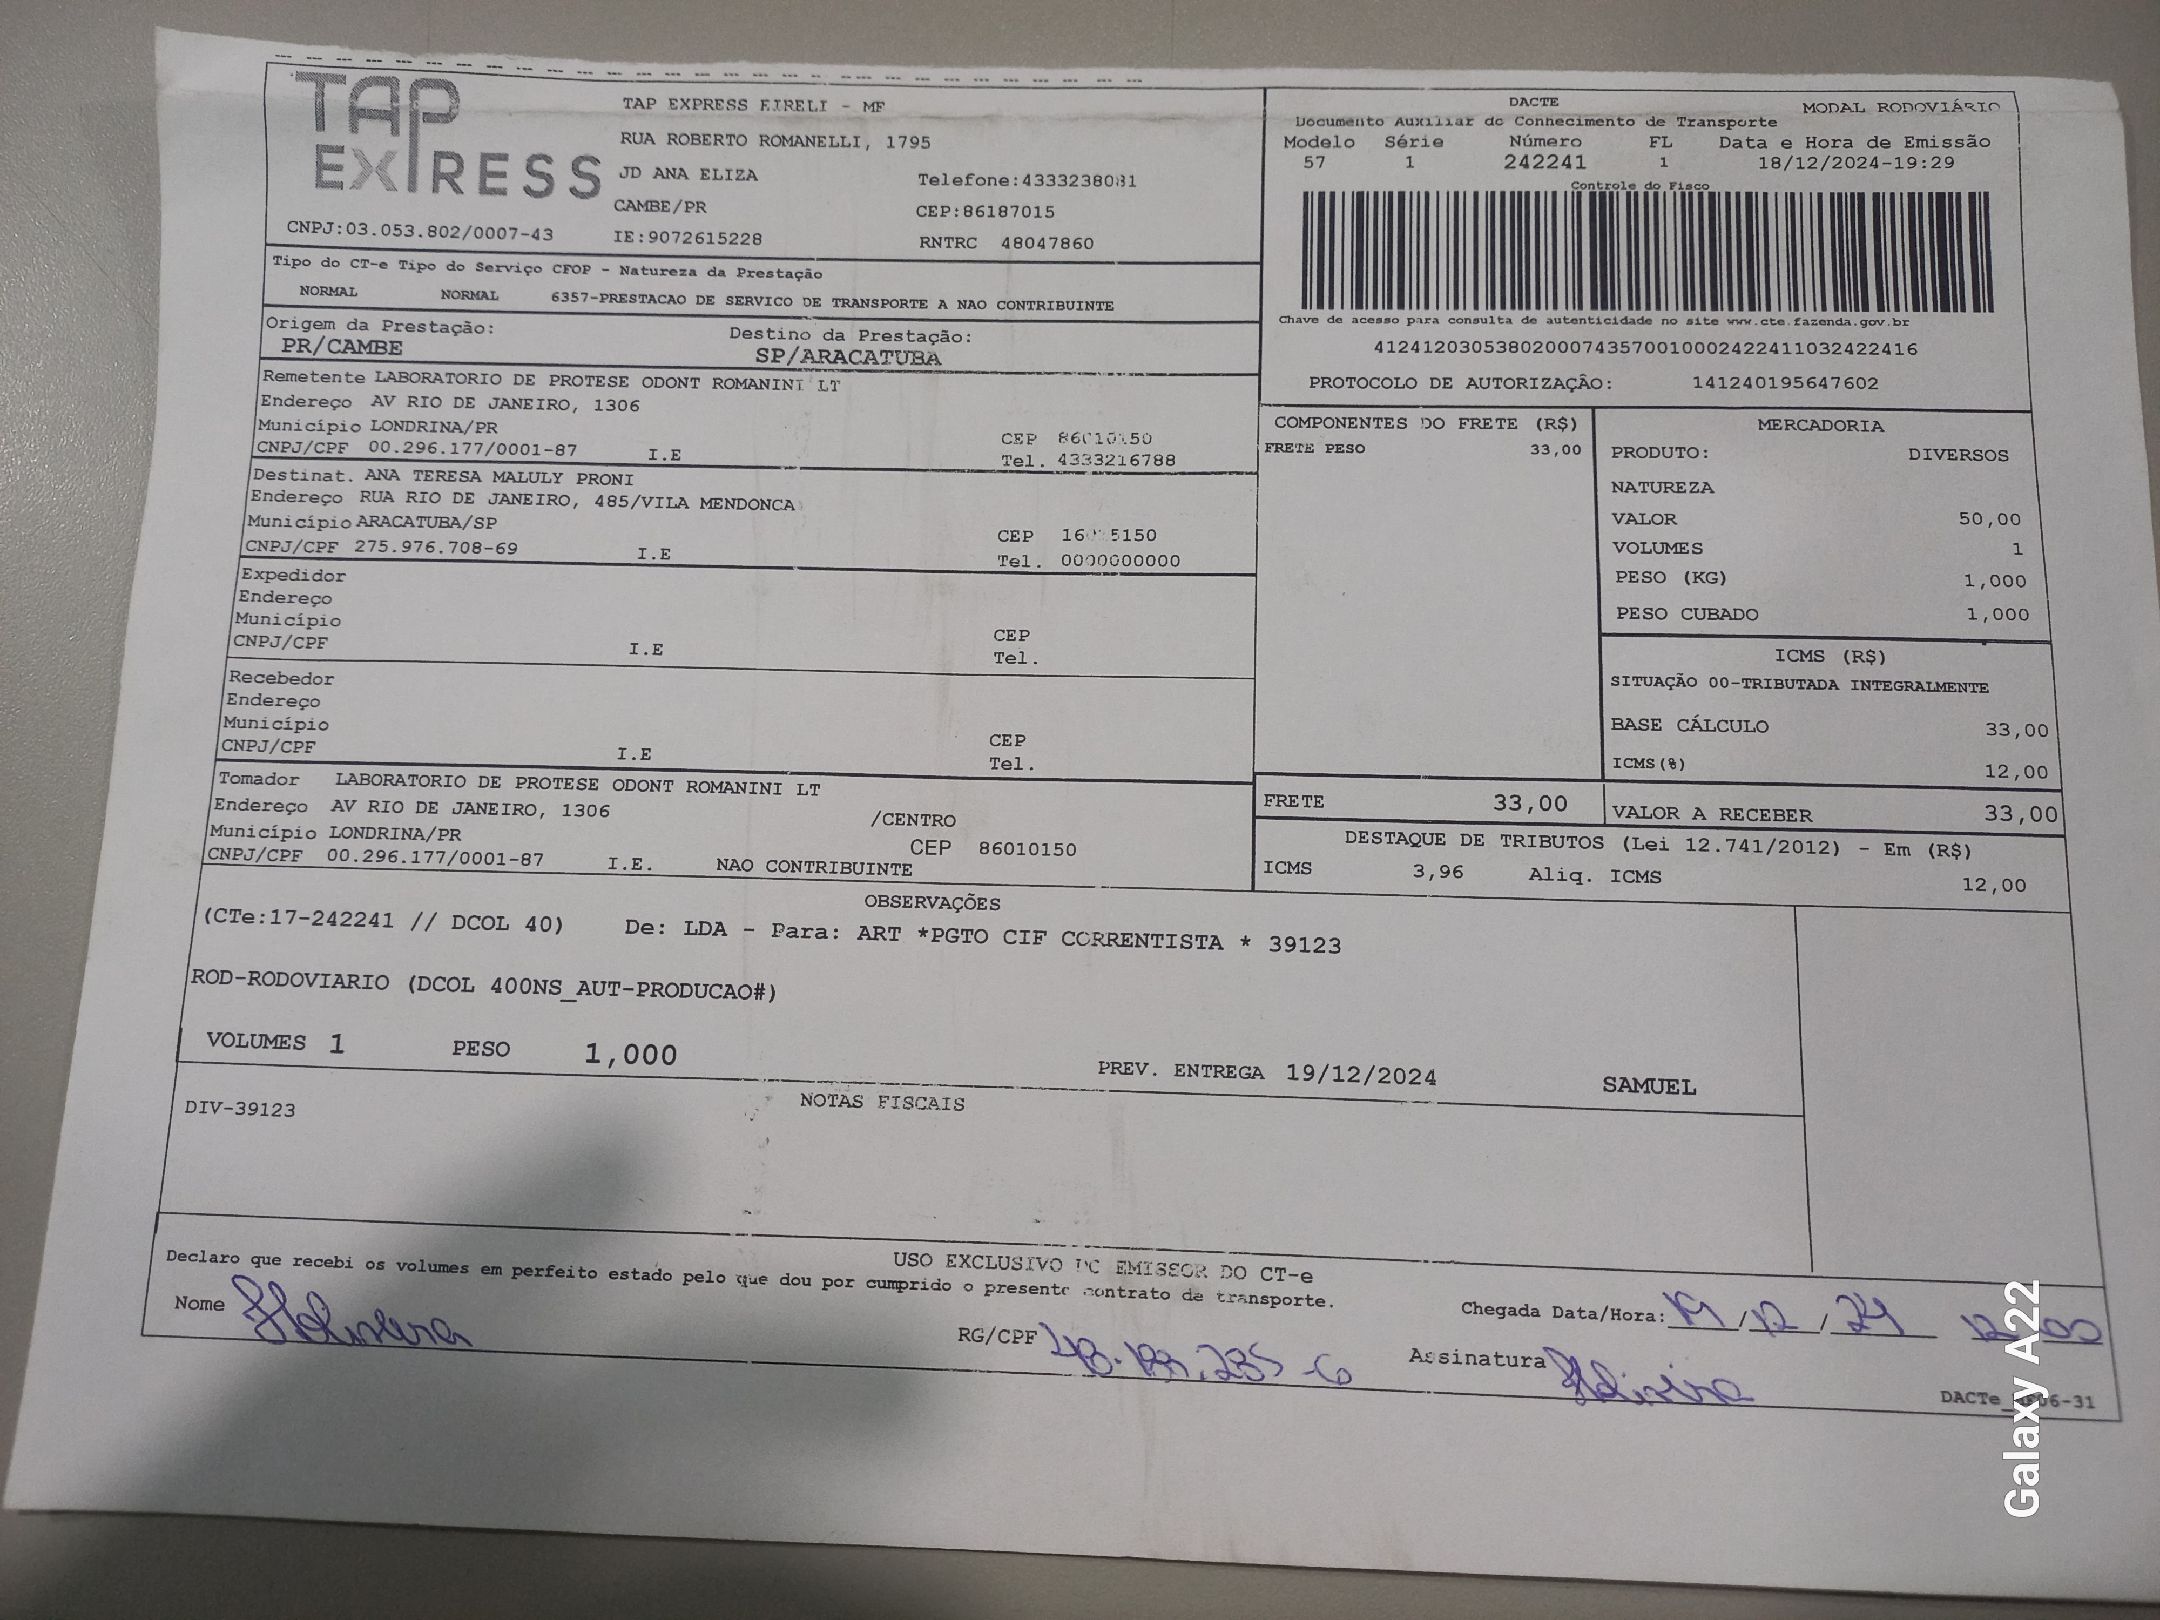 TAP
EXPRESS
TAP EXPRESS EIRELI - MF
RUA ROBERTO ROMANELLI, 1795
JD ANA ELIZA Telefone:4333238081
CAMBE/PR CEP:86187015
CNPJ:03.053.802/0007-43 IE:9072615228 RNTRC 48047860
DACTE MODAL RODOVIÁRIO
Documento Auxiliar do Conhecimento de Transporte
Modelo Série Número FL Data e Hora de Emissão
57 1 242241 1 18/12/2024-19:29
Controle do Fisco
Chave de acesso para consulta de autenticidade no site www.cte.fazenda.gov.br
41241203053802000743570010002422411032422416
PROTOCOLO DE AUTORIZAÇÃO: 141240195647602
Tipo do CT-e Tipo do Serviço CFOP - Natureza da Prestação
NORMAL NORMAL 6357-PRESTACAO DE SERVICO DE TRANSPORTE A NAO CONTRIBUINTE
Origem da Prestação: Destino da Prestação:
PR/CAMBE SP/ARACATUBA
Remetente LABORATORIO DE PROTESE ODONT ROMANINI LT
Endereço AV RIO DE JANEIRO, 1306
Município LONDRINA/PR CEP 86010150
CNPJ/CPF 00.296.177/0001-87 I.E Tel. 4333216788
Destinat. ANA TERESA MALULY PRONI
Endereço RUA RIO DE JANEIRO, 485/VILA MENDONCA
Município ARACATUBA/SP CEP
CNPJ/CPF 275.976.708-69 I.E Tel. 0000000000
Expedidor
Endereço
Município CEP
CNPJ/CPF I.E Tel.
Recebedor
Endereço
Município CEP
CNPJ/CPF I.E Tel.
Tomador LABORATORIO DE PROTESE ODONT ROMANINI LT
Endereço AV RIO DE JANEIRO, 1306 /CENTRO
Município LONDRINA/PR CEP 86010150
CNPJ/CPF 00.296.177/0001-87 I.E. NAO CONTRIBUINTE
COMPONENTES DO FRETE (R$)
FRETE PESO 33,00
MERCADORIA
PRODUTO: DIVERSOS
NATUREZA
VALOR 50,00
VOLUMES 1
PESO (KG) 1,000
PESO CUBADO 1,000
ICMS (R$)
SITUAÇÃO 00-TRIBUTADA INTEGRALMENTE
BASE CÁLCULO 33,00
ICMS(%) 12,00
FRETE 33,00 VALOR A RECEBER 33,00
DESTAQUE DE TRIBUTOS (Lei 12.741/2012) - Em (R$)
ICMS 3,96 Aliq. ICMS 12,00
OBSERVAÇÕES
(CTe:17-242241 // DCOL 40) De: LDA - Para: ART *PGTO CIF CORRENTISTA * 39123
ROD-RODOVIARIO (DCOL 400NS_AUT-PRODUCAO#)
VOLUMES 1 PESO 1,000 PREV. ENTREGA 19/12/2024 SAMUEL
NOTAS FISCAIS
DIV-39123
USO EXCLUSIVO DO EMISSOR DO CT-e
Declaro que recebi os volumes em perfeito estado pelo que dou por cumprido o presente contrato de transporte.
Nome RG/CPF Chegada Data/Hora: 19/12/24 12:00
Assinatura
DACTe
Galaxy A22